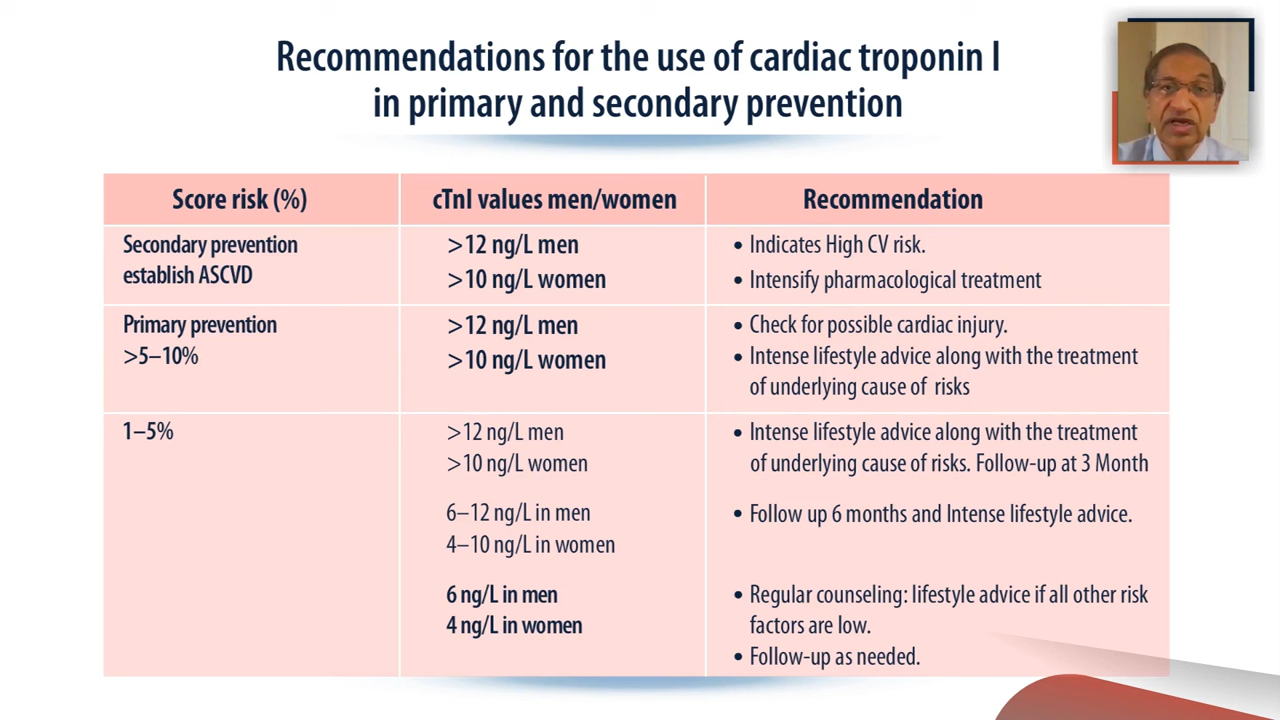 Recommendations for the use of cardiac troponin I
in primary and secondary prevention
Score risk (%)
cTnI values men/women
Recommendation
Secondary prevention
establish ASCVD
>12 ng/L men
>10 ng/L women
• Indicates High CV risk.
• Intensify pharmacological treatment
Primary prevention
>5–10%
>12 ng/L men
>10 ng/L women
• Check for possible cardiac injury.
• Intense lifestyle advice along with the treatment
of underlying cause of risks
1–5%
>12 ng/L men
>10 ng/L women
• Intense lifestyle advice along with the treatment
of underlying cause of risks. Follow-up at 3 Month
6–12 ng/L in men
4–10 ng/L in women
• Follow up 6 months and Intense lifestyle advice.
6 ng/L in men
4 ng/L in women
• Regular counseling: lifestyle advice if all other risk
factors are low.
• Follow-up as needed.